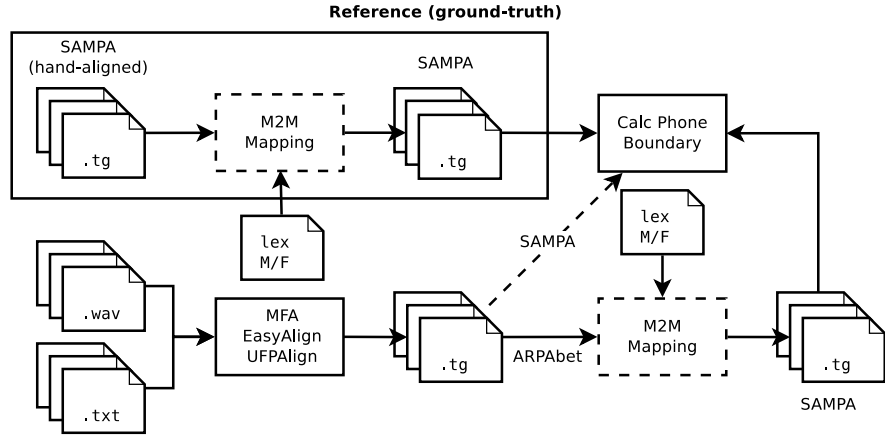 Reference (ground-truth)
SAMPA
(hand-aligned)
.tg
M2M
Mapping
SAMPA
.tg
Calc Phone
Boundary
lex
M/F
SAMPA
lex
M/F
.wav
.txt
MFA
EasyAlign
UFPAlign
.tg
ARPAbet
M2M
Mapping
.tg
SAMPA